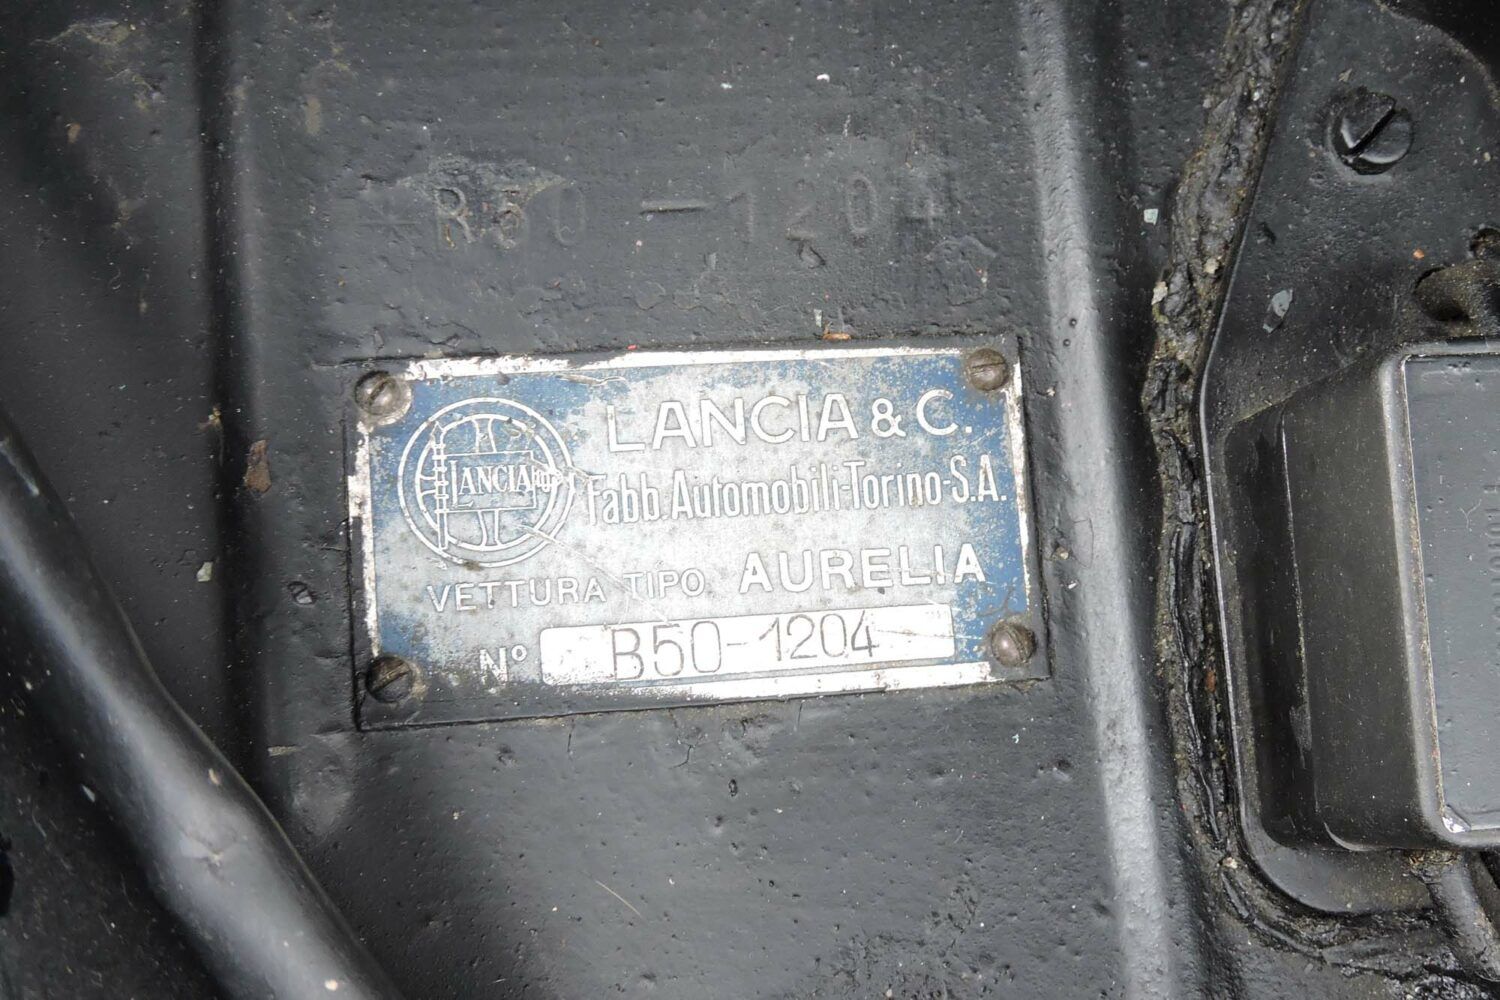 *B50-1204
LANCIA & C.
Fabb. Automobili-Torino-S.A.
LANCIA
VETTURA TIPO AURELIA
N° B50-1204